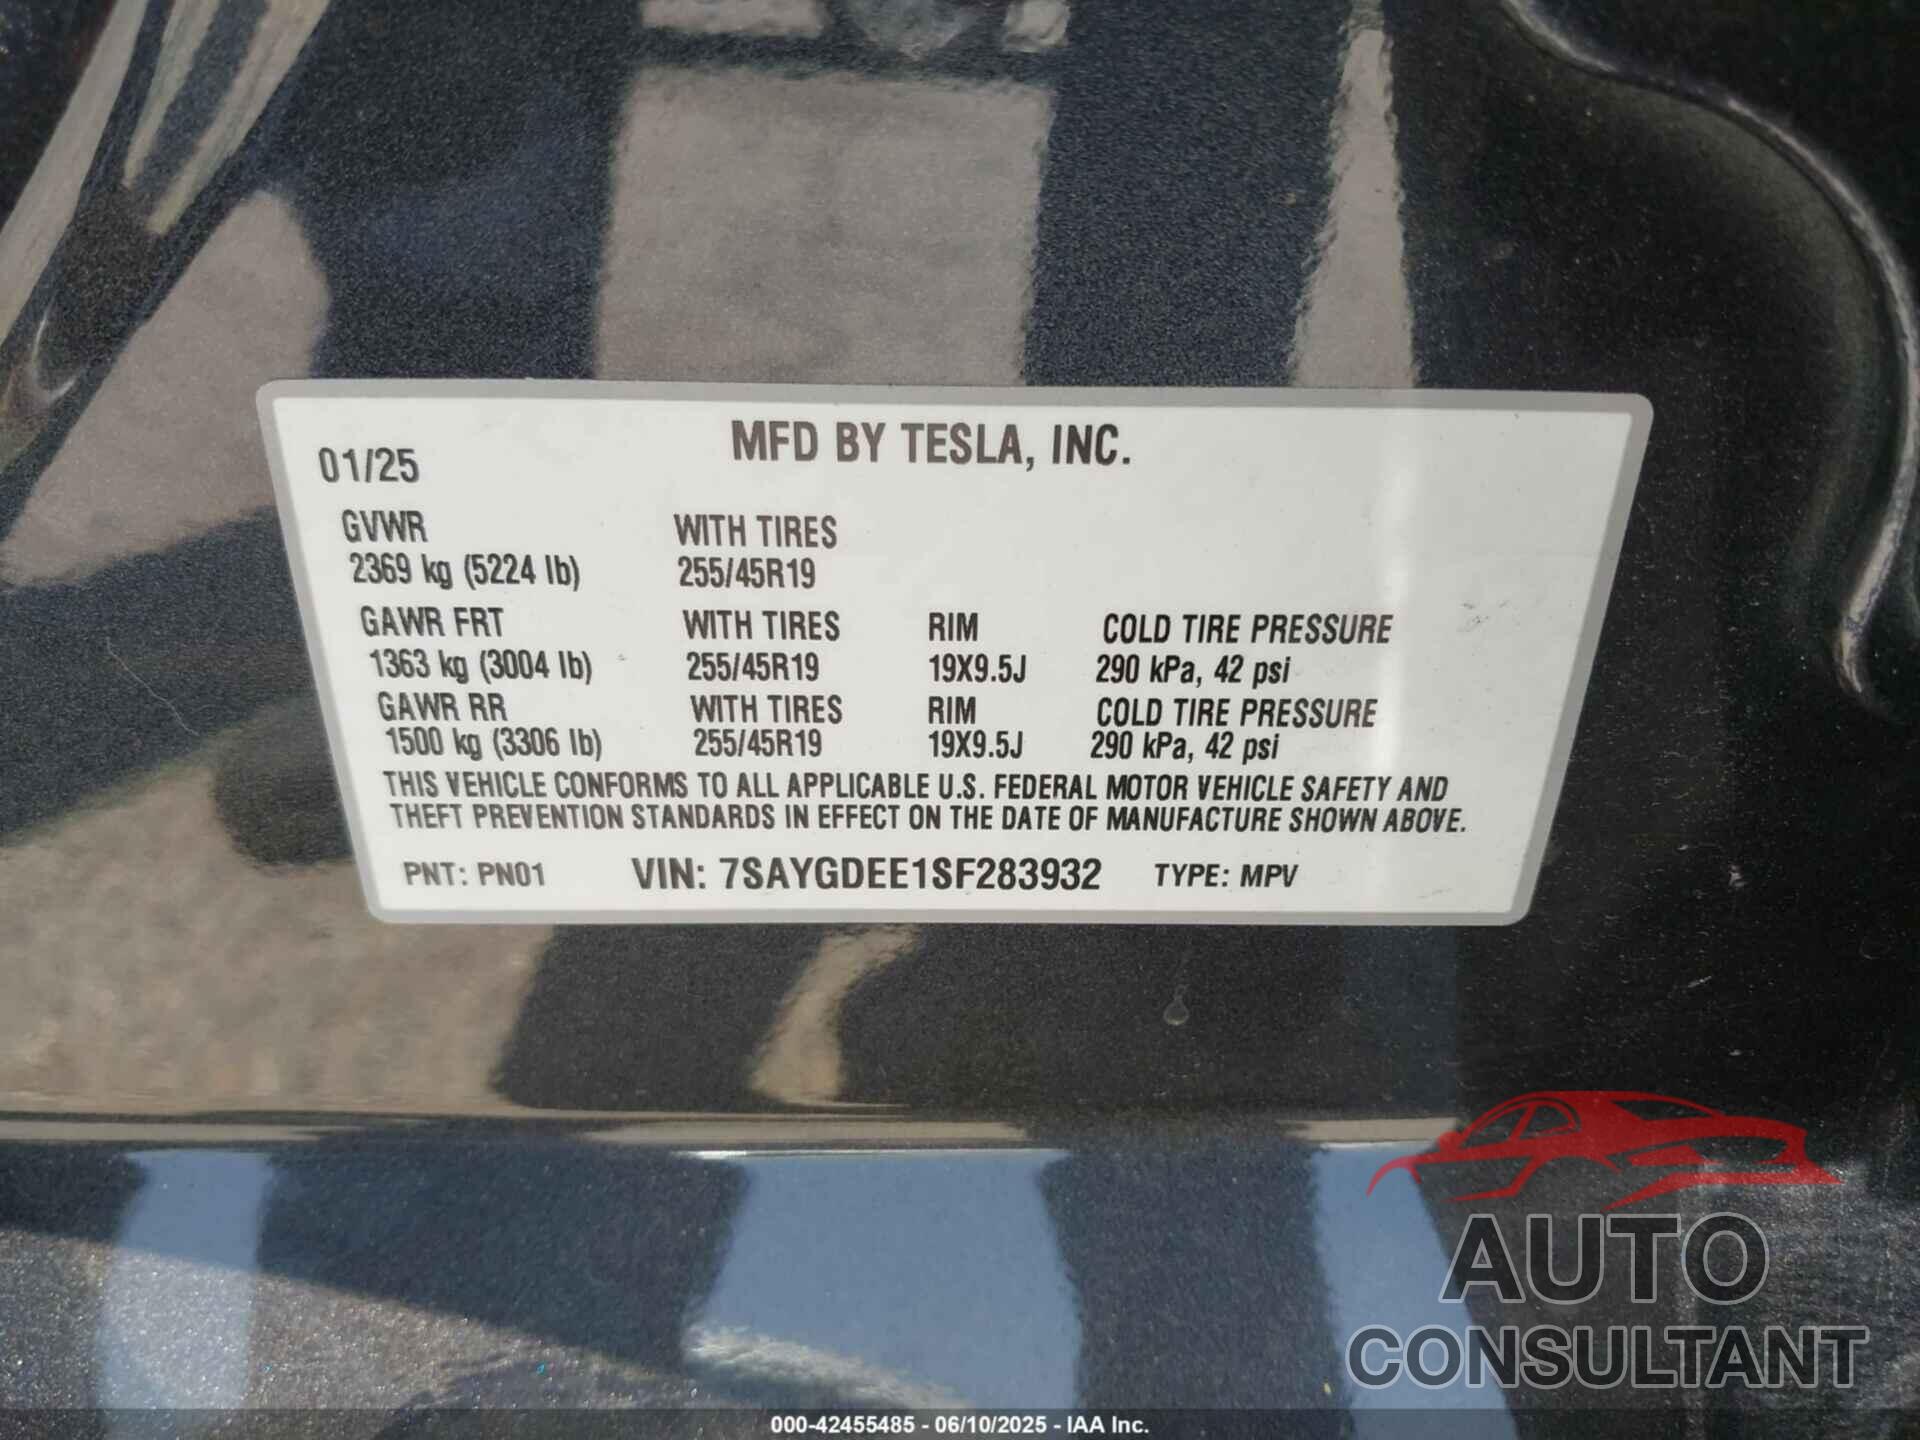 MFD BY TESLA, INC.
01/25
GVWR WITH TIRES
2369 kg (5224 lb) 255/45R19
GAWR FRT WITH TIRES RIM COLD TIRE PRESSURE
1363 kg (3004 lb) 255/45R19 19X9.5J 290 kPa, 42 psi
GAWR RR WITH TIRES RIM COLD TIRE PRESSURE
1500 kg (3306 lb) 255/45R19 19X9.5J 290 kPa, 42 psi
THIS VEHICLE CONFORMS TO ALL APPLICABLE U.S. FEDERAL MOTOR VEHICLE SAFETY AND
THEFT PREVENTION STANDARDS IN EFFECT ON THE DATE OF MANUFACTURE SHOWN ABOVE.
PNT: PN01 VIN: 7SAYGDEE1SF283932 TYPE: MPV
AUTO
CONSULTANT
000-42455485 - 06/10/2025 - IAA Inc.